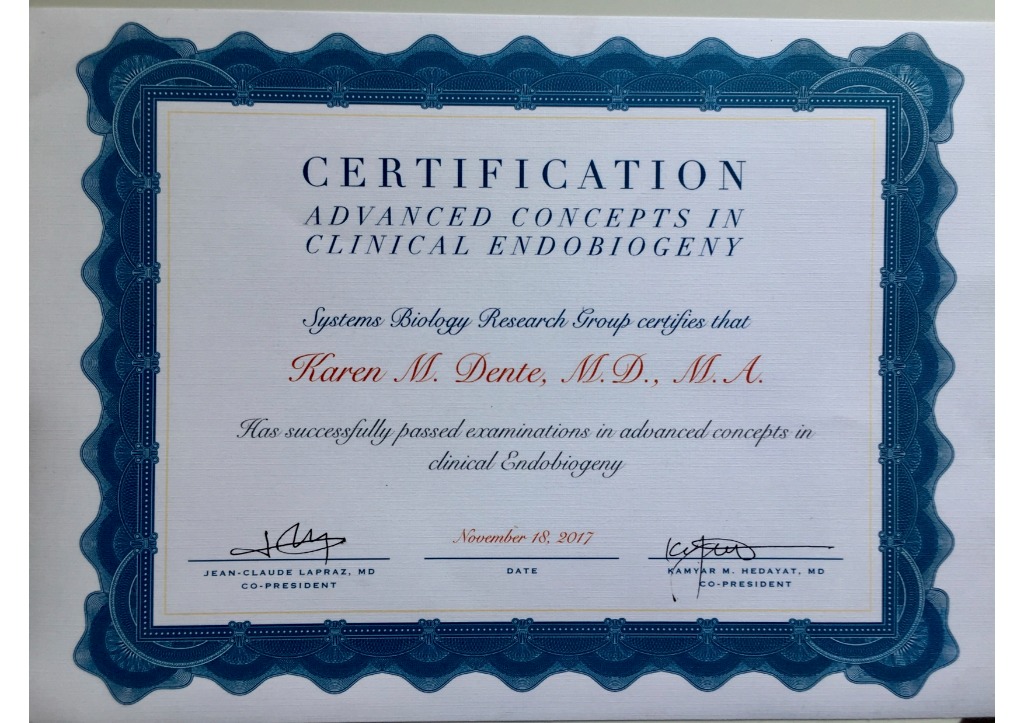 CERTIFICATION
ADVANCED CONCEPTS IN
CLINICAL ENDOBIOGENY
Systems Biology Research Group certifies that
Karen M. Dente, M.D., M.A.
Has successfully passed examinations in advanced concepts in
clinical Endobiogeny
November 18, 2017
JEAN-CLAUDE LAPRAZ, MD
CO-PRESIDENT
DATE
KAMYAR M. HEDAYAT, MD
CO-PRESIDENT